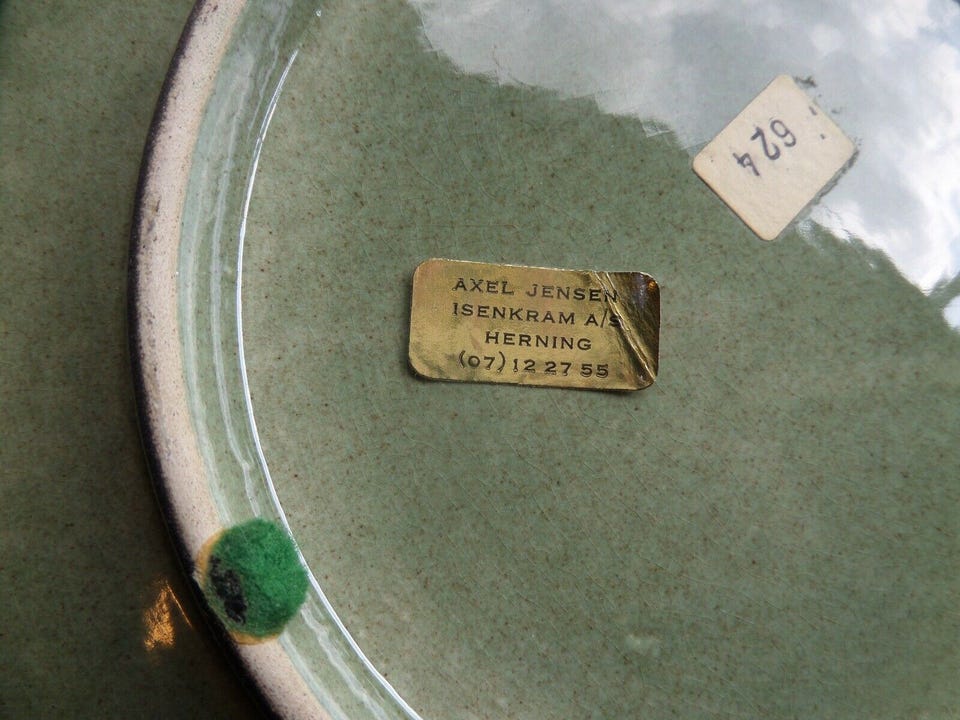 AXEL JENSEN
ISENKRAM A/S
HERNING
(07) 12 27 55
624